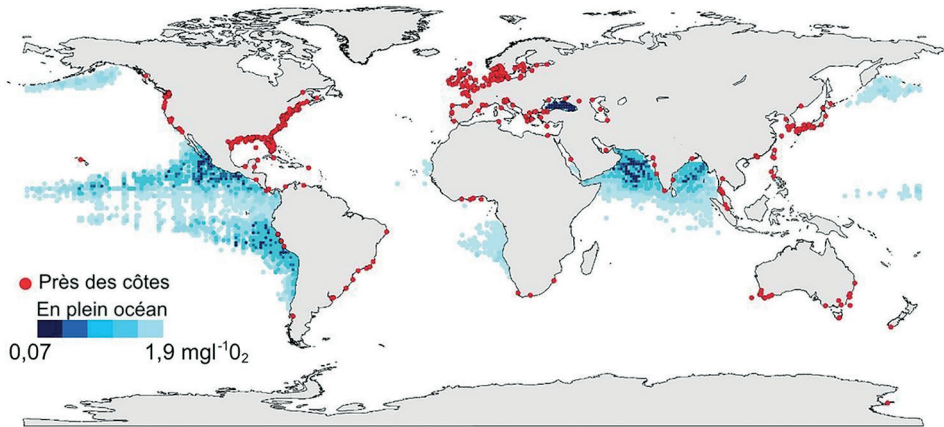 Près des côtes
En plein océan
0,07 1,9 mgl⁻¹0₂